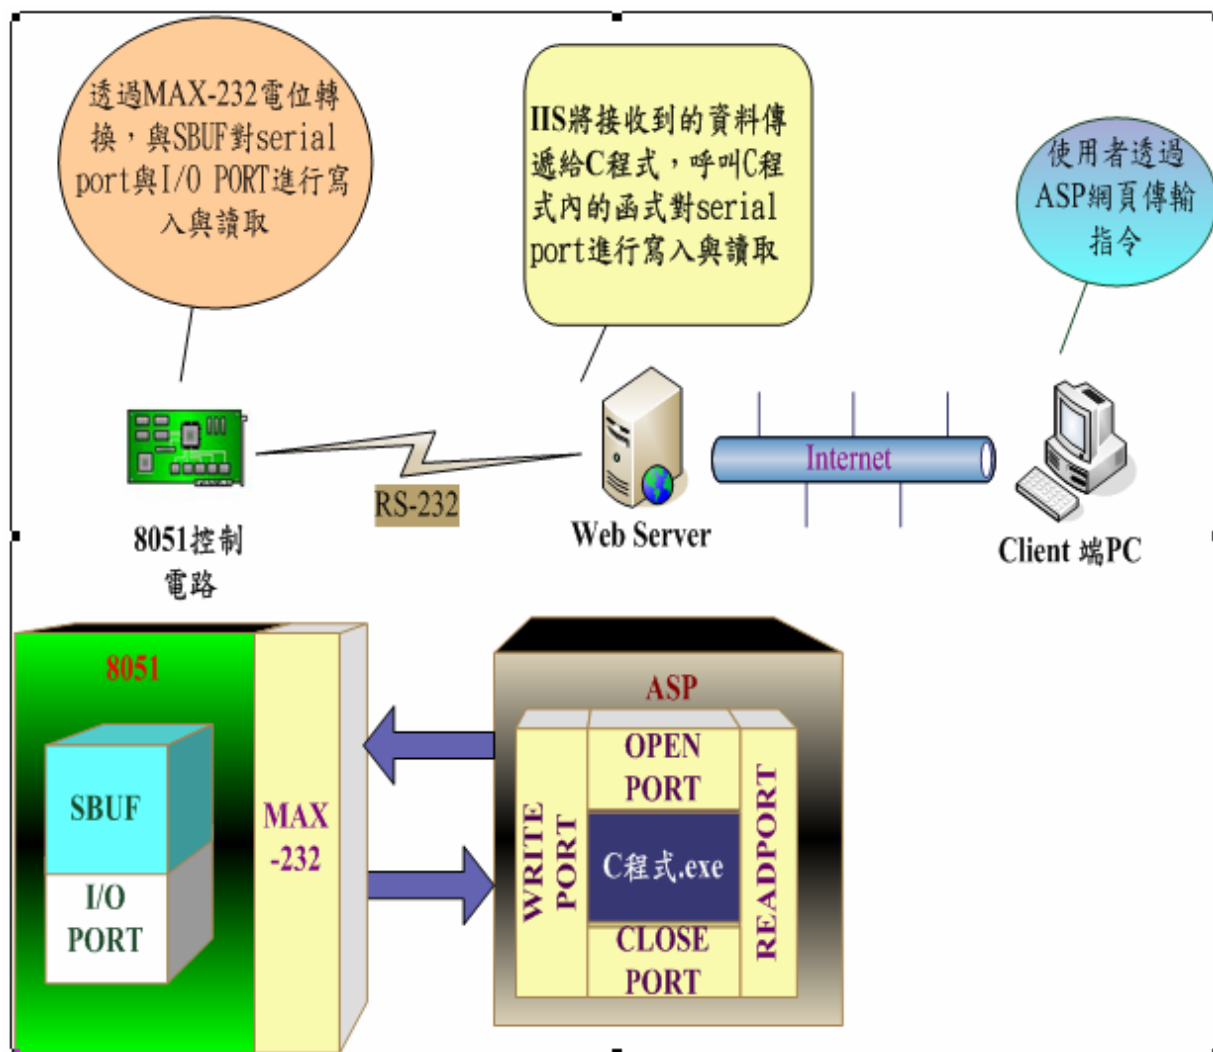 透過MAX-232電位轉
換，與SBUF對serial
port與I/O PORT進行寫
入與讀取
IIS將接收到的資料傳
遞給C程式，呼叫C程
式內的函式對serial
port進行寫入與讀取
使用者透過
ASP網頁傳輸
指令
Internet
RS-232
8051控制
電路
Web Server
Client 端PC
8051
SBUF
I/O
PORT
MAX
-232
ASP
WRITE
PORT
OPEN
PORT
C程式.exe
CLOSE
PORT
READPORT